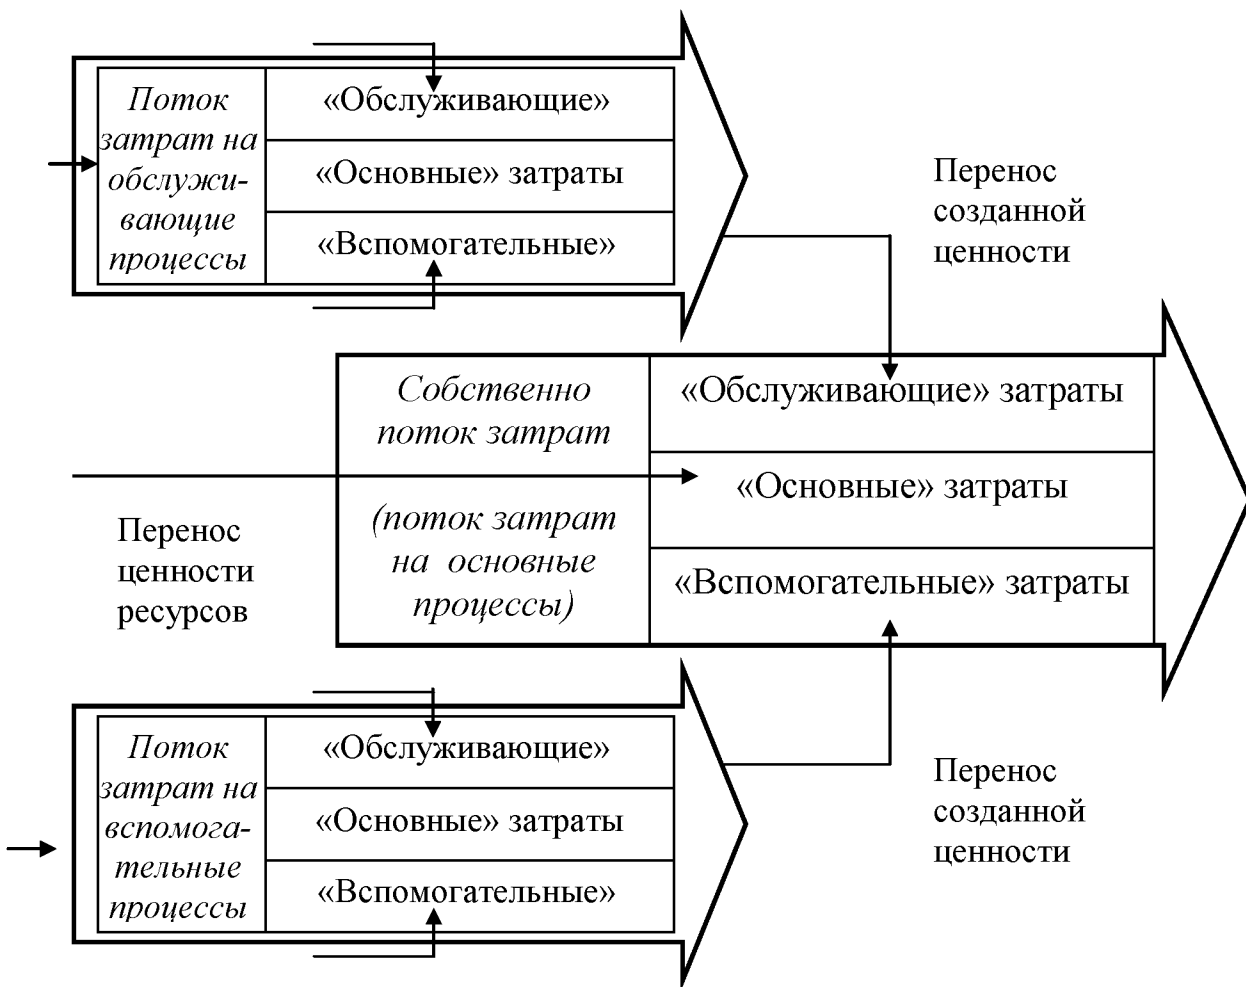 Поток
затрат на
обслужи-
вающие
процессы
«Обслуживающие»
«Основные» затраты
«Вспомогательные»
Перенос
созданной
ценности
Собственно
поток затрат
(поток затрат
на основные
процессы)
«Обслуживающие» затраты
«Основные» затраты
«Вспомогательные» затраты
Перенос
ценности
ресурсов
Поток
затрат на
вспомога-
тельные
процессы
«Обслуживающие»
«Основные» затраты
«Вспомогательные»
Перенос
созданной
ценности